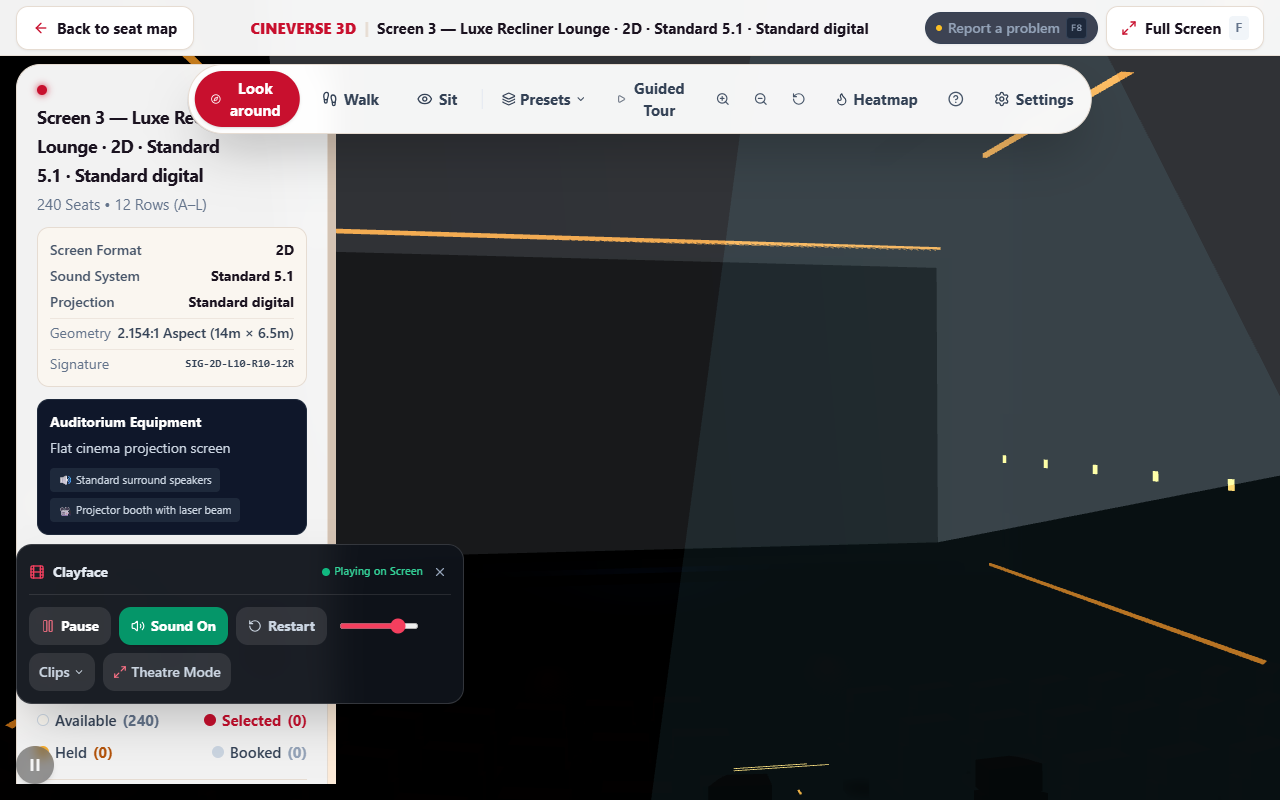 Back to seat map
CINEVERSE 3D | Screen 3 — Luxe Recliner Lounge · 2D · Standard 5.1 · Standard digital
Report a problem F8
Full Screen F
Look around
Walk
Sit
Presets
Guided Tour
Heatmap
Settings
Screen 3 — Luxe Re
Lounge · 2D · Standard
5.1 · Standard digital
240 Seats • 12 Rows (A–L)
Screen Format 2D
Sound System Standard 5.1
Projection Standard digital
Geometry 2.154:1 Aspect (14m × 6.5m)
Signature SIG-2D-L10-R10-12R
Auditorium Equipment
Flat cinema projection screen
Standard surround speakers
Projector booth with laser beam
Clayface
Playing on Screen
Pause
Sound On
Restart
Clips
Theatre Mode
Available (240)
Selected (0)
Held (0)
Booked (0)